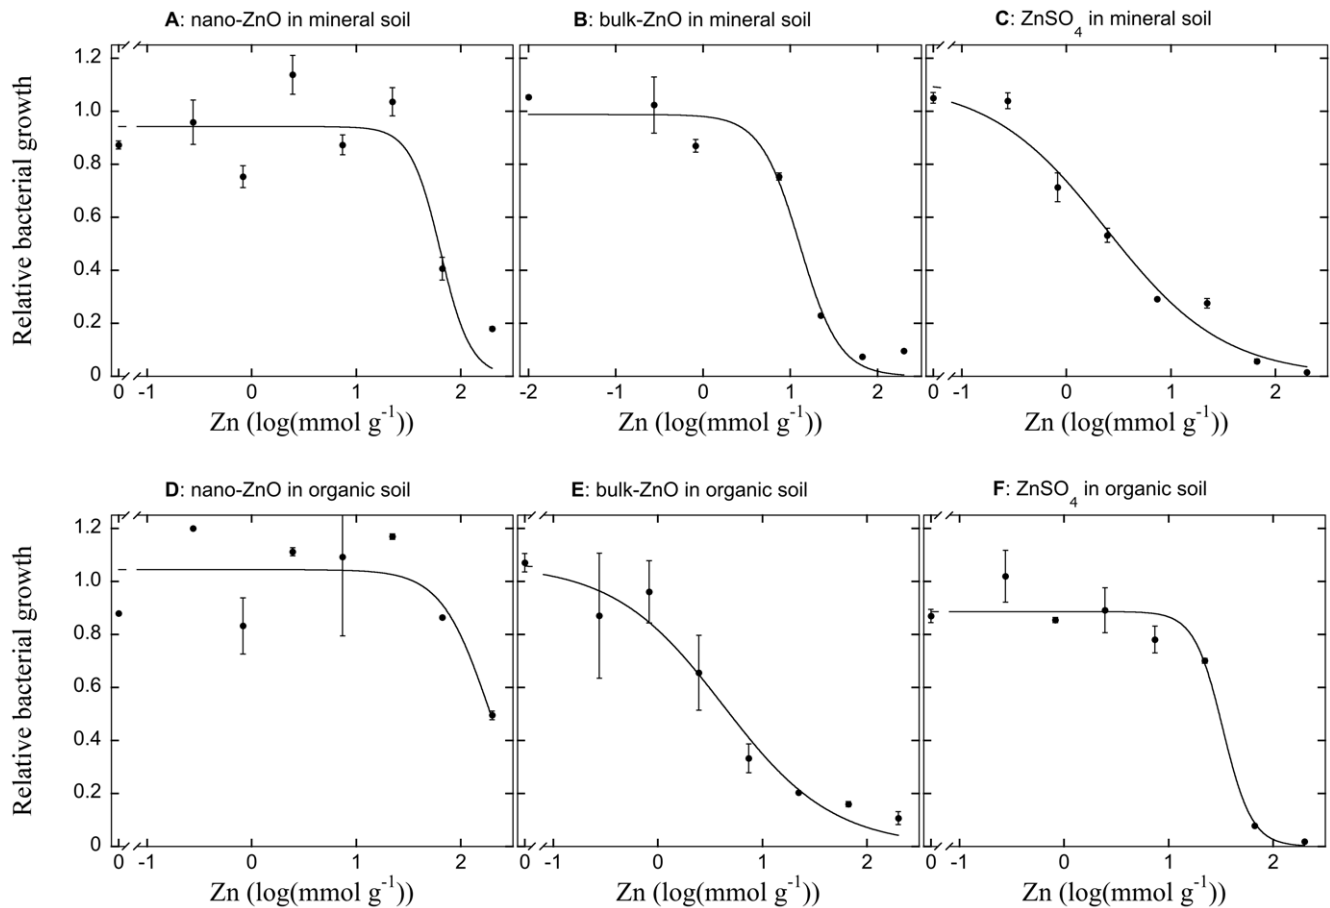 A: nano-ZnO in mineral soil
B: bulk-ZnO in mineral soil
C: ZnSO4 in mineral soil
Relative bacterial growth
1.2
1.0
0.8
0.6
0.4
0.2
0
0 -1 0 1 2
-2 -1 0 1 2
0 -1 0 1 2
Zn (log(mmol g-1))
Zn (log(mmol g-1))
Zn (log(mmol g-1))
D: nano-ZnO in organic soil
E: bulk-ZnO in organic soil
F: ZnSO4 in organic soil
Relative bacterial growth
1.2
1.0
0.8
0.6
0.4
0.2
0
0 -1 0 1 2
0 -1 0 1 2
0 -1 0 1 2
Zn (log(mmol g-1))
Zn (log(mmol g-1))
Zn (log(mmol g-1))